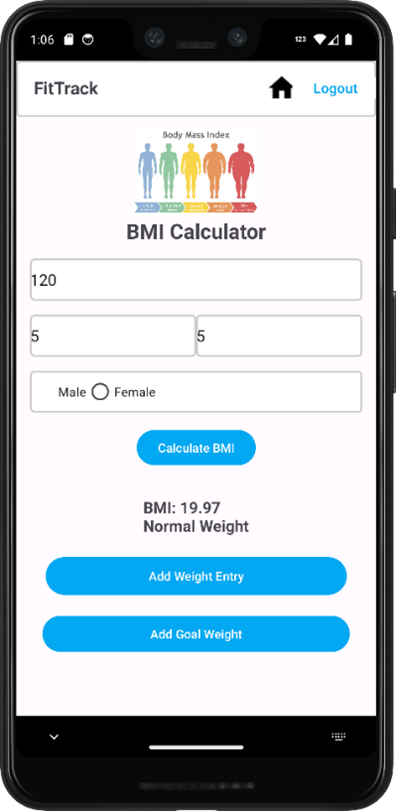 1:06 123
FitTrack Logout
Body Mass Index
BMI Calculator
120
5 5
Male Female
Calculate BMI
BMI: 19.97
Normal Weight
Add Weight Entry
Add Goal Weight